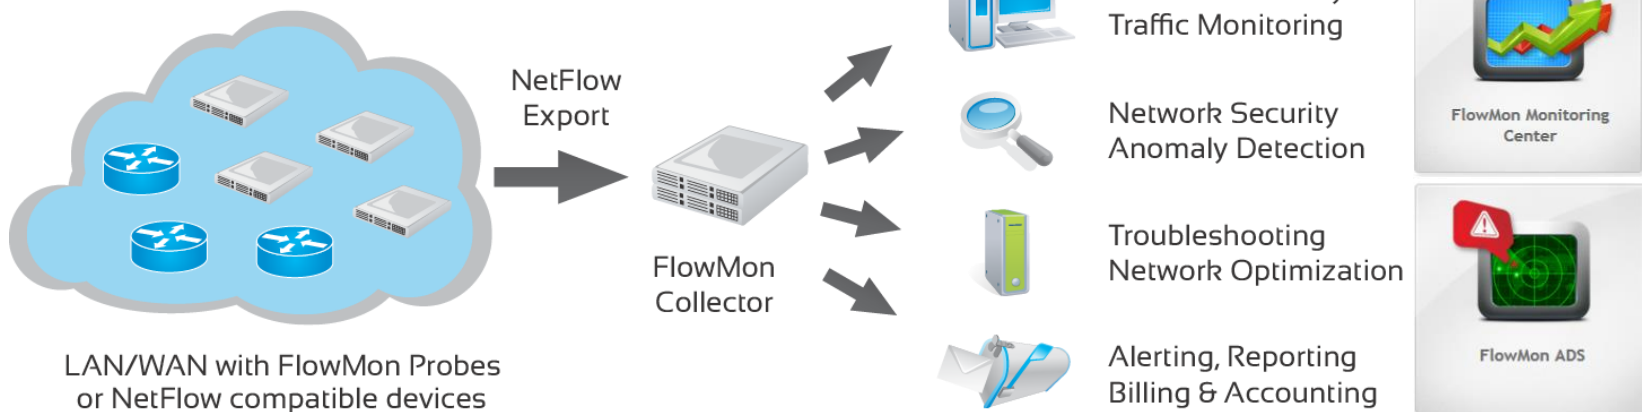 NetFlow
Export
FlowMon
Collector
LAN/WAN with FlowMon Probes
or NetFlow compatible devices
Traffic Monitoring
Network Security
Anomaly Detection
Troubleshooting
Network Optimization
Alerting, Reporting
Billing & Accounting
FlowMon Monitoring
Center
FlowMon ADS